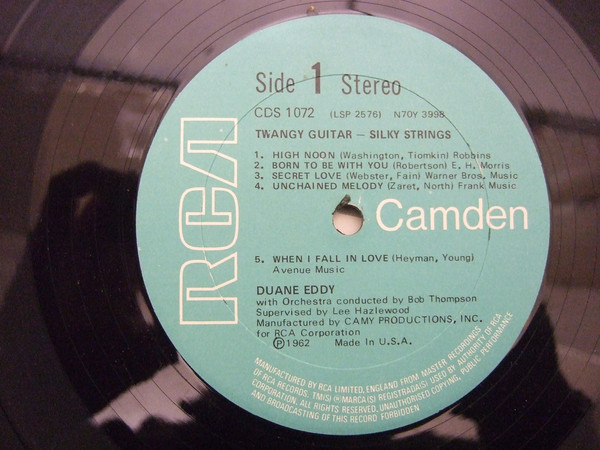 Side 1 Stereo
CDS 1072 (LSP 2576) N70Y 3998
TWANGY GUITAR — SILKY STRINGS
1. HIGH NOON (Washington, Tiomkin) Robbins
2. BORN TO BE WITH YOU (Robertson) E. H. Morris
3. SECRET LOVE (Webster, Fain) Warner Bros. Music
4. UNCHAINED MELODY (Zaret, North) Frank Music
RCA
Camden
5. WHEN I FALL IN LOVE (Heyman, Young)
Avenue Music
DUANE EDDY
with Orchestra conducted by Bob Thompson
Supervised by Lee Hazlewood
Manufactured by CAMY PRODUCTIONS, INC.
for RCA Corporation
Ⓟ1962 Made in U.S.A.
MANUFACTURED BY RCA LIMITED, ENGLAND FROM MASTER RECORDINGS
OF RCA RECORDS. TM(S) ® MARCA(S) REGISTRADA(S) USED BY AUTHORITY OF RCA
CORPORATION. ALL RIGHTS RESERVED. UNAUTHORISED COPYING, PUBLIC PERFORMANCE
AND BROADCASTING OF THIS RECORD FORBIDDEN